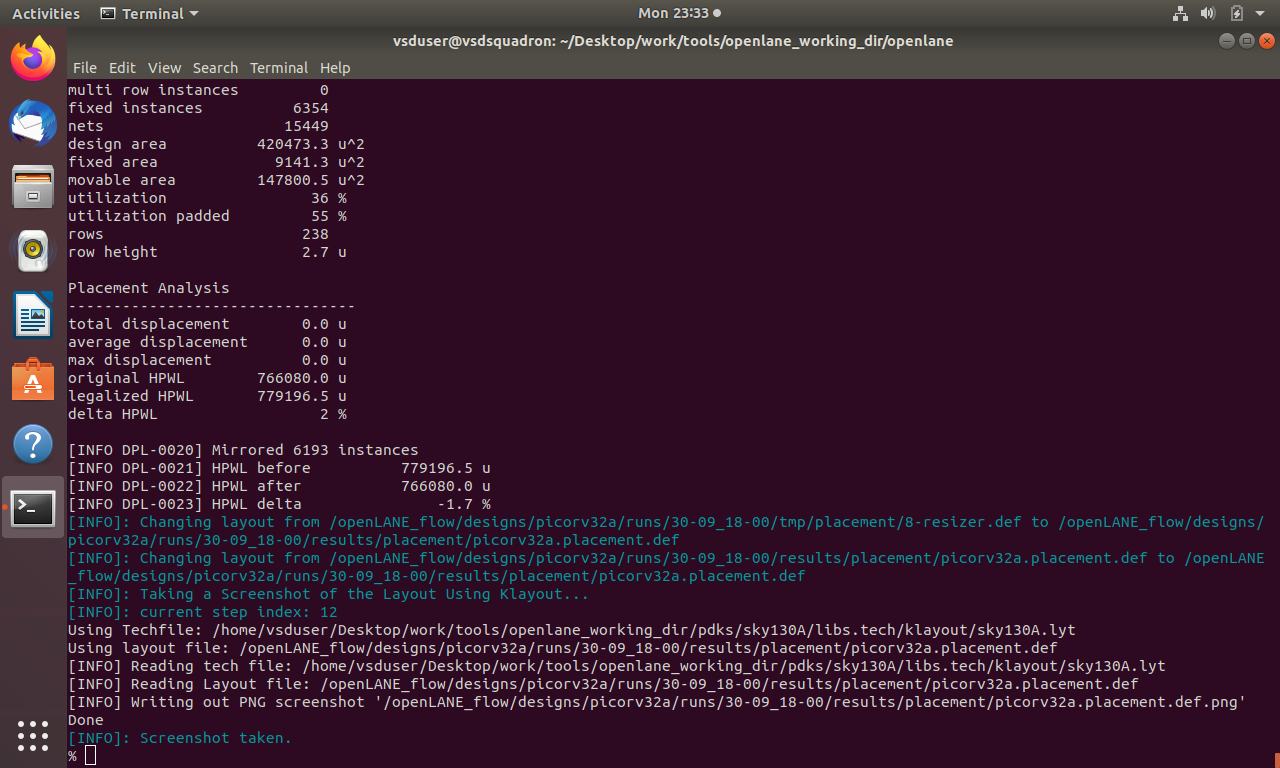 Activities Terminal Mon 23:33
vsduser@vsdsquadron: ~/Desktop/work/tools/openlane_working_dir/openlane
File Edit View Search Terminal Help
multi row instances 0
fixed instances 6354
nets 15449
design area 420473.3 u^2
fixed area 9141.3 u^2
movable area 147800.5 u^2
utilization 36 %
utilization padded 55 %
rows 238
row height 2.7 u
Placement Analysis
--------------------------------
total displacement 0.0 u
average displacement 0.0 u
max displacement 0.0 u
original HPWL 766080.0 u
legalized HPWL 779196.5 u
delta HPWL 2 %
[INFO DPL-0020] Mirrored 6193 instances
[INFO DPL-0021] HPWL before 779196.5 u
[INFO DPL-0022] HPWL after 766080.0 u
[INFO DPL-0023] HPWL delta -1.7 %
[INFO]: Changing layout from /openLANE_flow/designs/picorv32a/runs/30-09_18-00/tmp/placement/8-resizer.def to /openLANE_flow/designs/
picorv32a/runs/30-09_18-00/results/placement/picorv32a.placement.def
[INFO]: Changing layout from /openLANE_flow/designs/picorv32a/runs/30-09_18-00/results/placement/picorv32a.placement.def to /openLANE
_flow/designs/picorv32a/runs/30-09_18-00/results/placement/picorv32a.placement.def
[INFO]: Taking a Screenshot of the Layout Using Klayout...
[INFO]: current step index: 12
Using Techfile: /home/vsduser/Desktop/work/tools/openlane_working_dir/pdks/sky130A/libs.tech/klayout/sky130A.lyt
Using layout file: /openLANE_flow/designs/picorv32a/runs/30-09_18-00/results/placement/picorv32a.placement.def
[INFO] Reading tech file: /home/vsduser/Desktop/work/tools/openlane_working_dir/pdks/sky130A/libs.tech/klayout/sky130A.lyt
[INFO] Reading Layout file: /openLANE_flow/designs/picorv32a/runs/30-09_18-00/results/placement/picorv32a.placement.def
[INFO] Writing out PNG screenshot '/openLANE_flow/designs/picorv32a/runs/30-09_18-00/results/placement/picorv32a.placement.def.png'
Done
[INFO]: Screenshot taken.
%